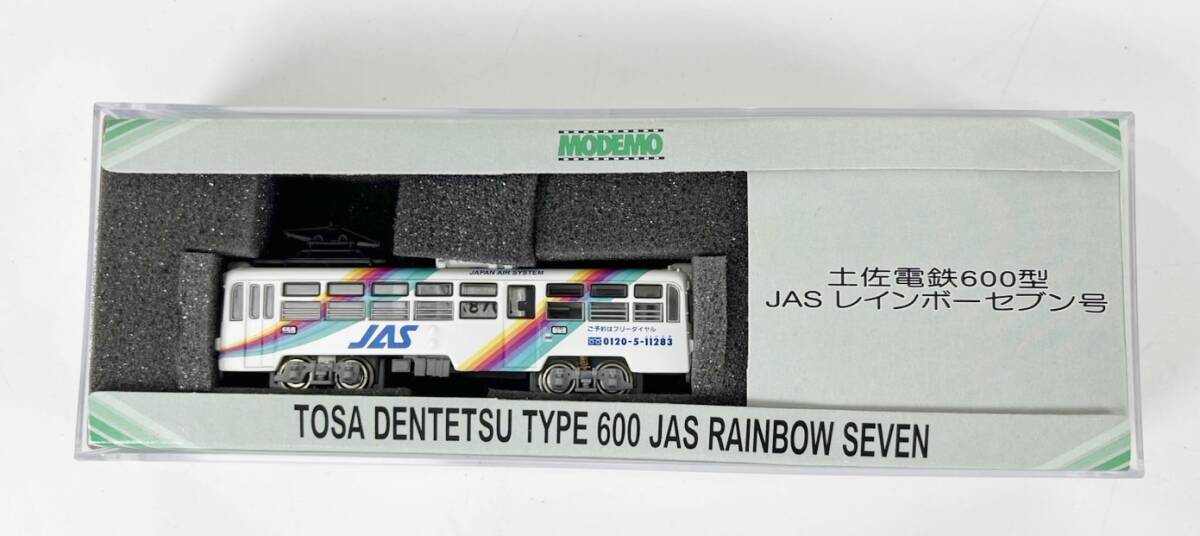 MODEMO
土佐電鉄600型
JAS レインボーセブン号
JAPAN AIR SYSTEM
JAS
ご予約はフリーダイヤル
0120-5-11283
TOSA DENTETSU TYPE 600 JAS RAINBOW SEVEN